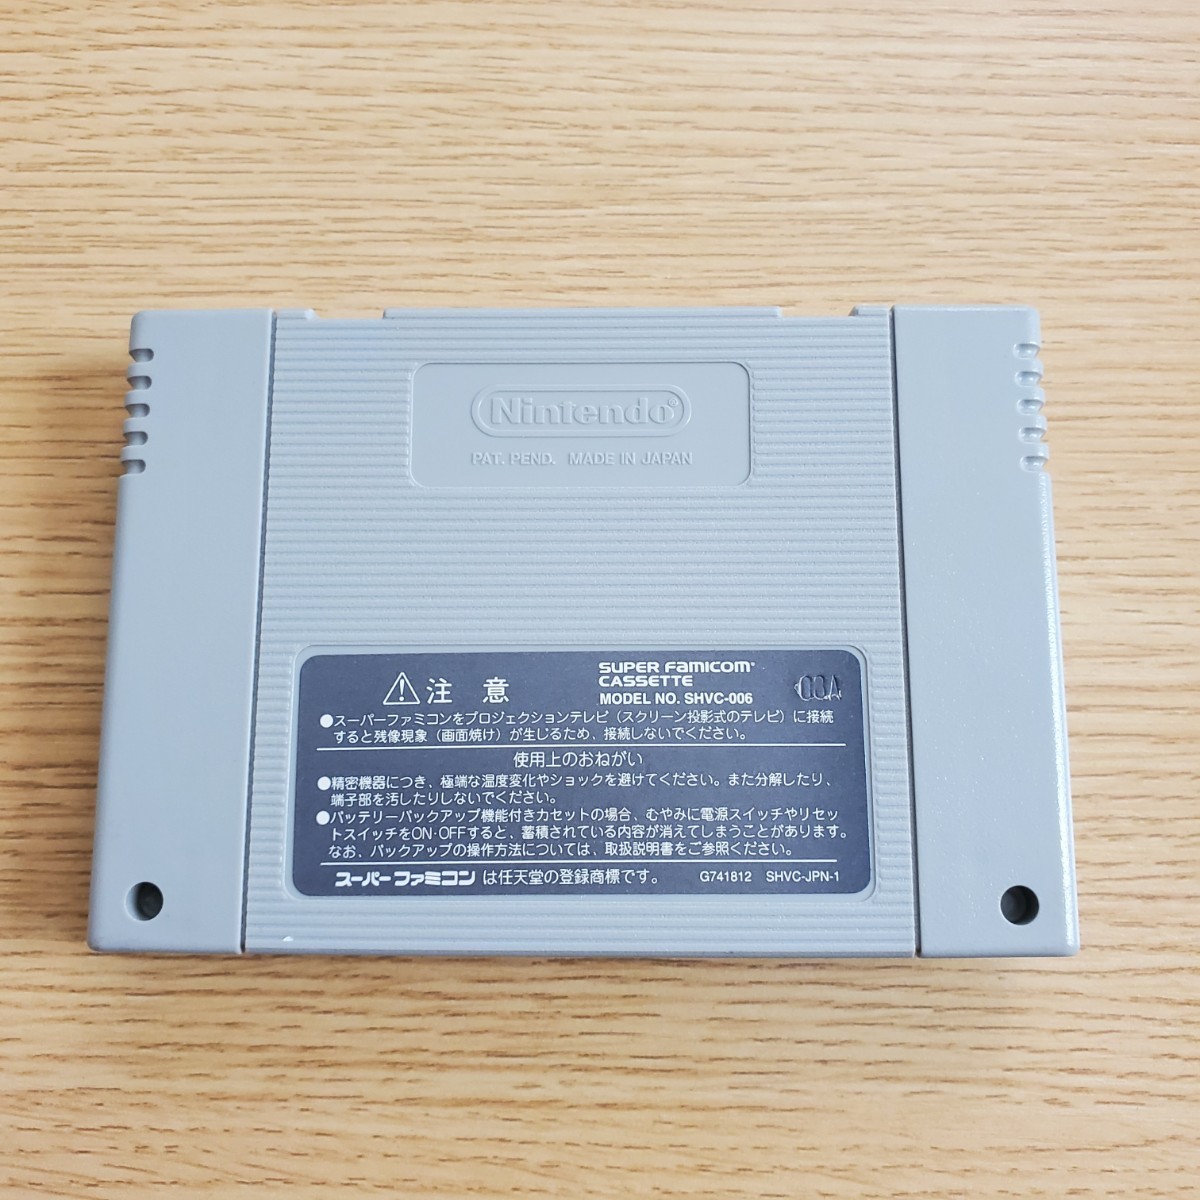 Nintendo®
PAT. PEND. MADE IN JAPAN
注意
SUPER FAMICOM
CASSETTE
MODEL NO. SHVC-006
●スーパーファミコンをプロジェクションテレビ（スクリーン投影式のテレビ）に接続
すると残像現象（画面焼け）が生じるため、接続しないでください。
使用上のおねがい
●精密機器につき、極端な温度変化やショックを避けてください。また分解したり、
端子部を汚したりしないでください。
●バッテリーバックアップ機能付きカセットの場合、むやみに電源スイッチやリセッ
トスイッチをON･OFFすると、蓄積されている内容が消えてしまうことがあります。
なお、バックアップの操作方法については、取扱説明書をご参照ください。
スーパーファミコンは任天堂の登録商標です。 G741812 SHVC-JPN-1